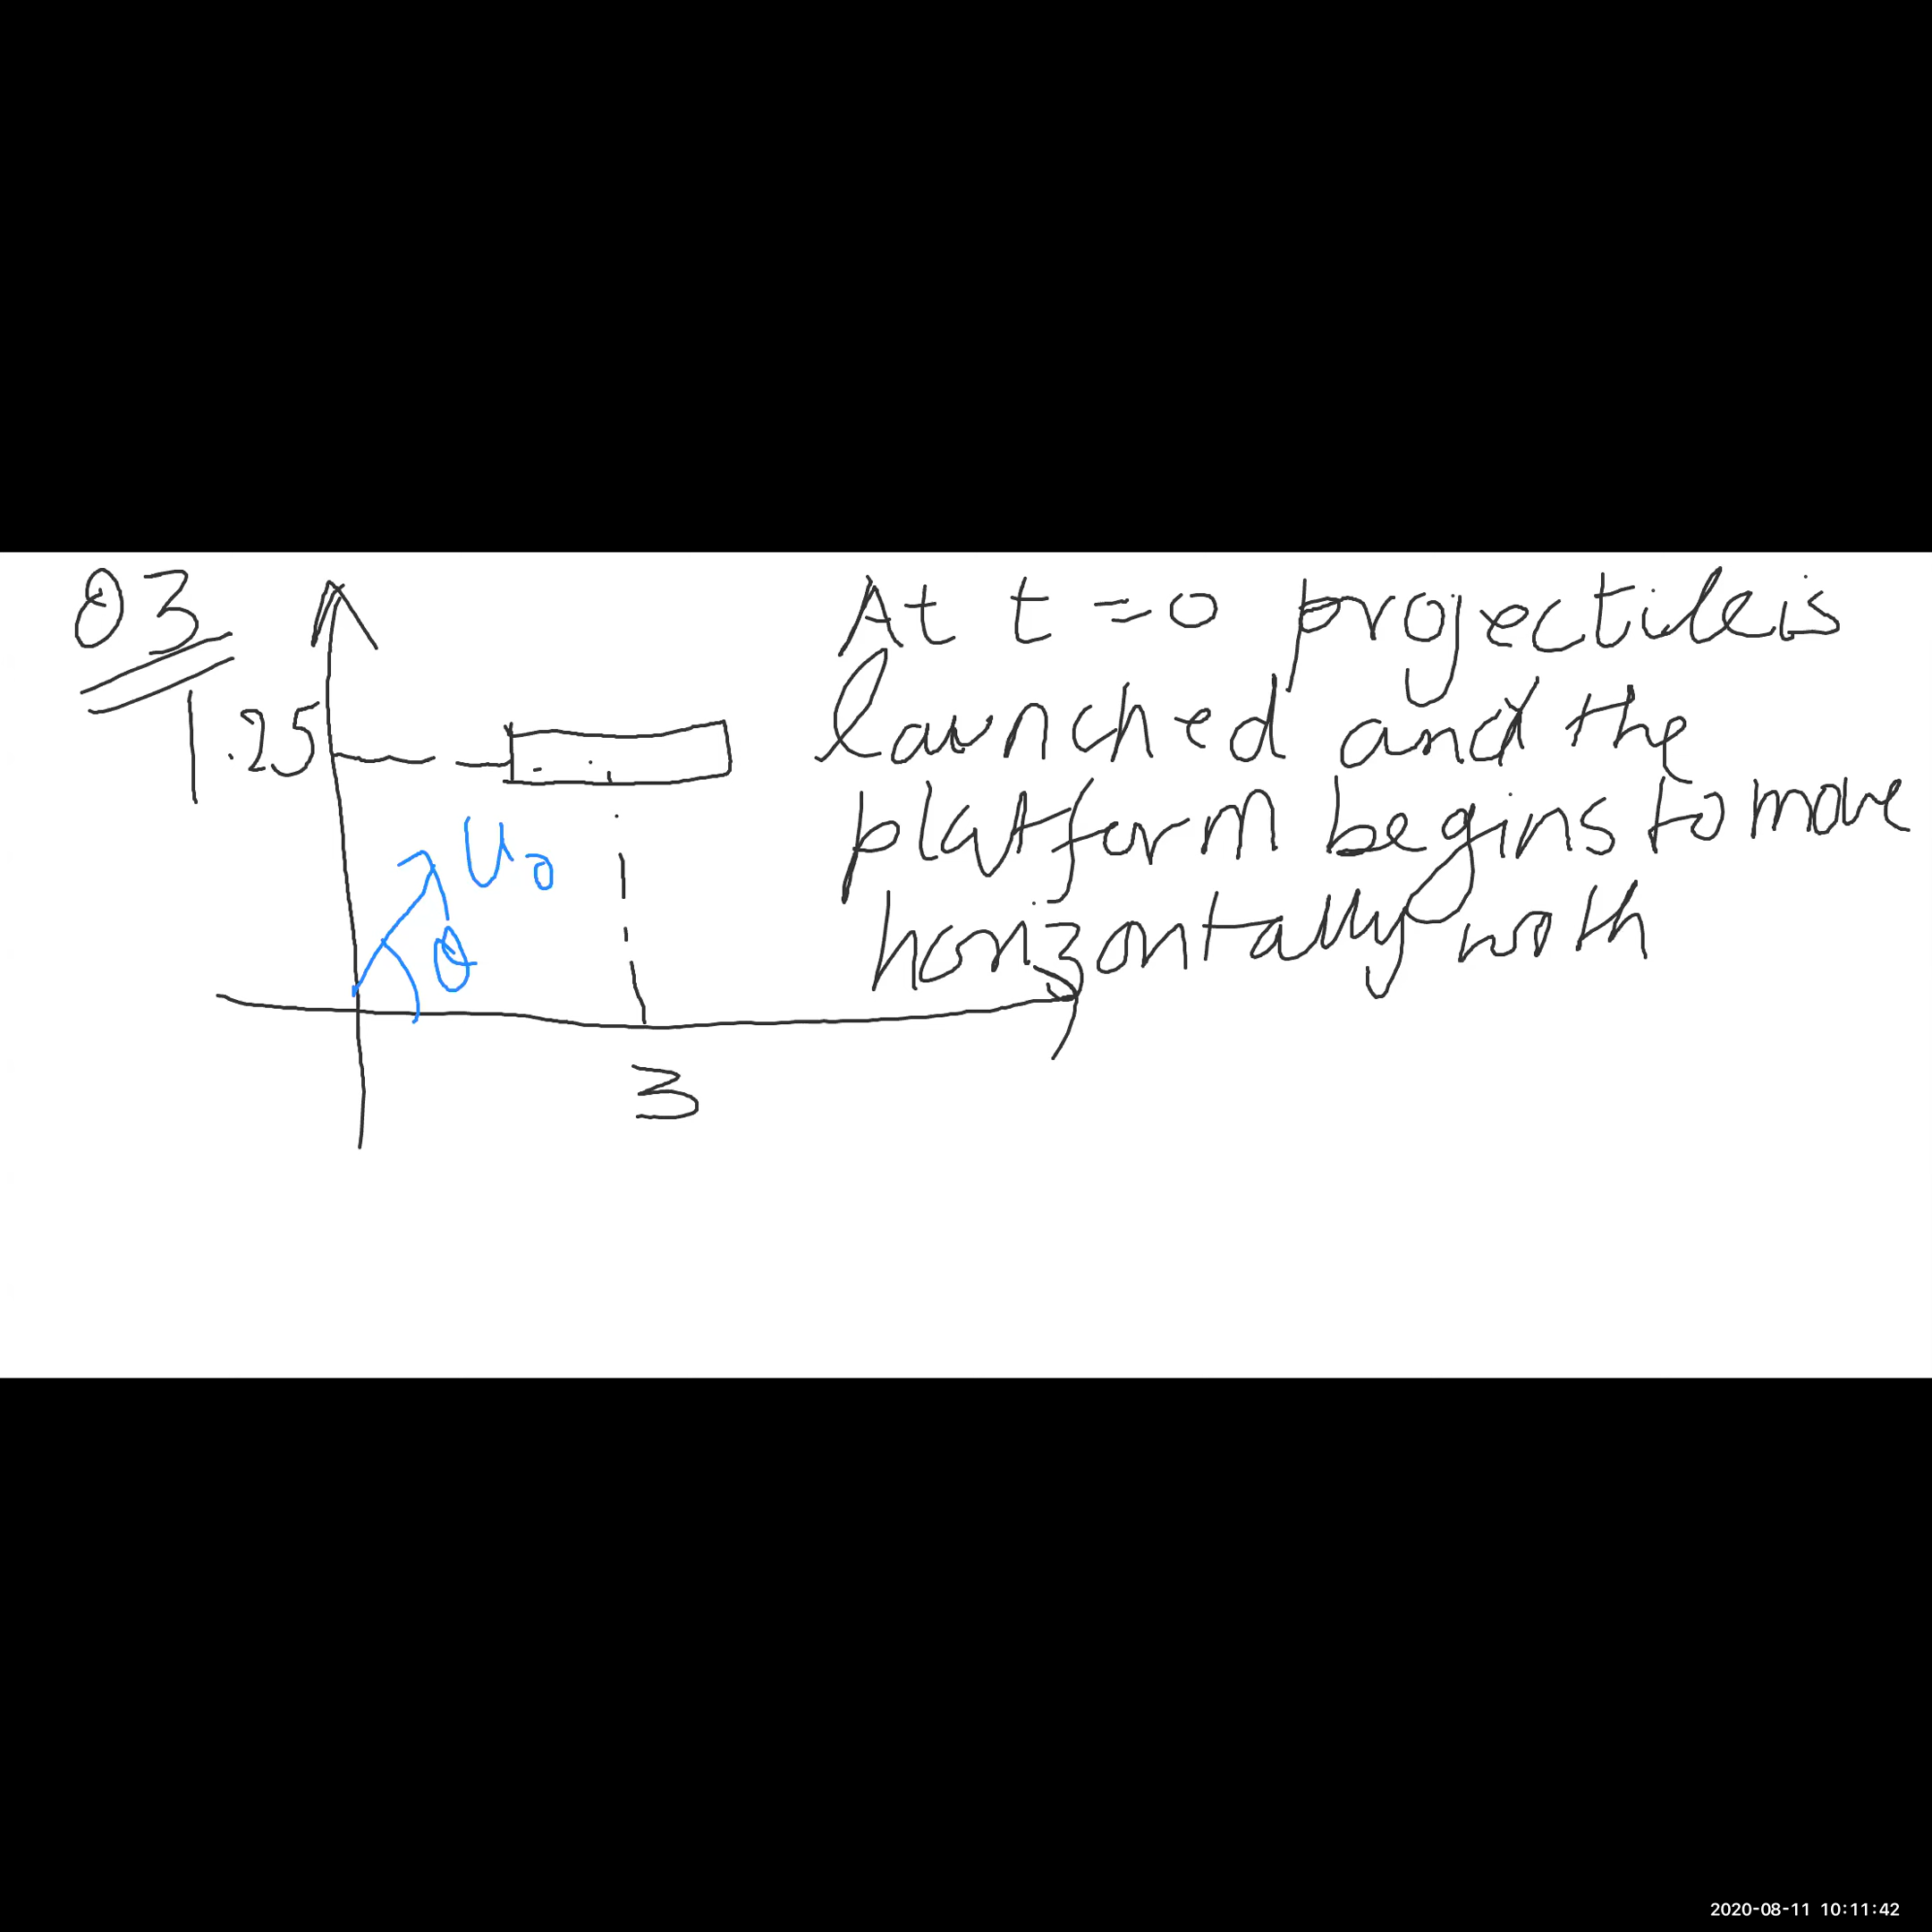 Q3
1.25
u0
θ
3
At t =0 projectile is
launched and the
platform begins to move
horizontally with
2020-08-11 10:11:42